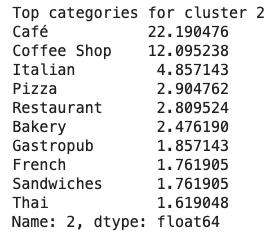 Top categories for cluster 2
Café 22.190476
Coffee Shop 12.095238
Italian 4.857143
Pizza 2.904762
Restaurant 2.809524
Bakery 2.476190
Gastropub 1.857143
French 1.761905
Sandwiches 1.761905
Thai 1.619048
Name: 2, dtype: float64